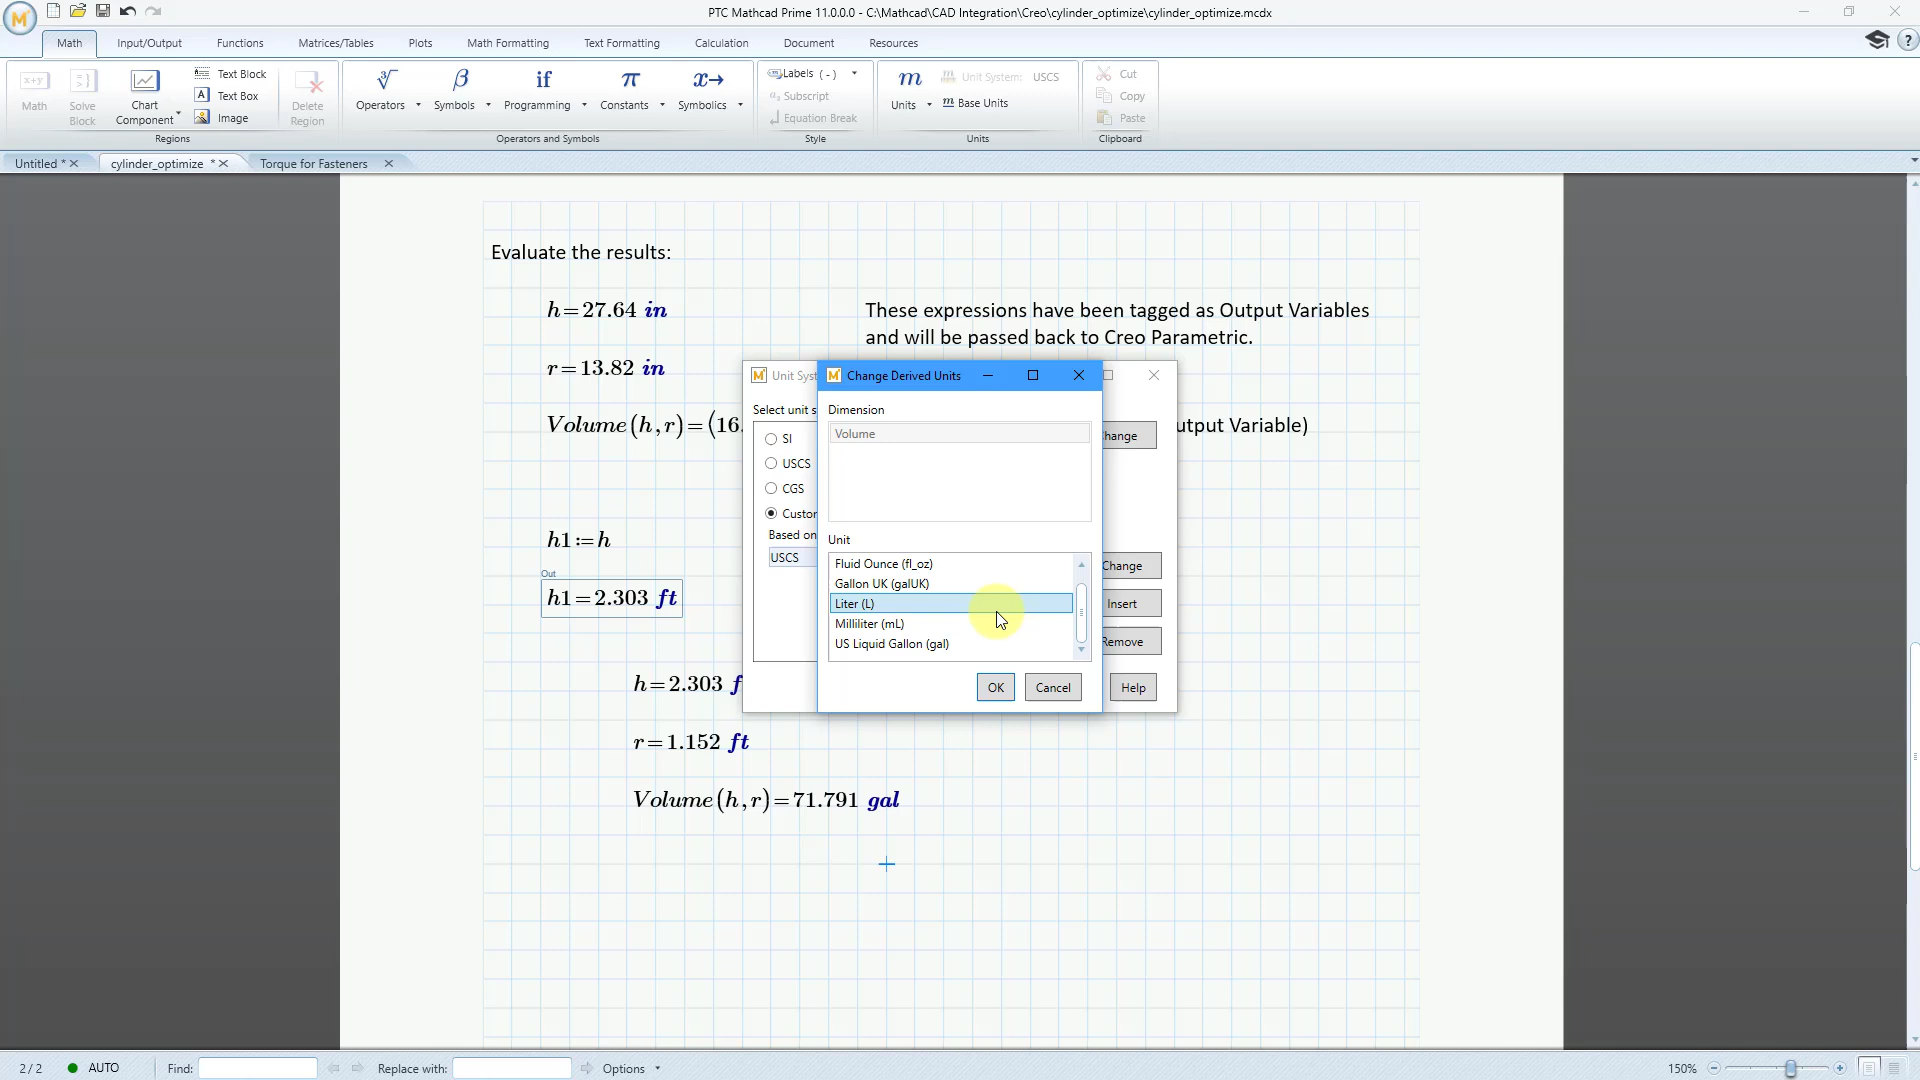 PTC Mathcad Prime 11.0.0.0 - C:\Mathcad\CAD Integration\Creo\cylinder_optimize\cylinder_optimize.mcdx
Math Input/Output Functions Matrices/Tables Plots Math Formatting Text Formatting Calculation Document Resources
Math
Solve Block
Chart Component
Text Block
Text Box
Image
Delete Region
Operators
Symbols
Programming
Constants
Symbolics
Labels (-)
Subscript
Equation Break
Units
Unit System: USCS
Base Units
Cut
Copy
Paste
Regions Operators and Symbols Style Units Clipboard
Untitled * cylinder_optimize * Torque for Fasteners
Evaluate the results:
h=27.64 in
These expressions have been tagged as Output Variables
and will be passed back to Creo Parametric.
r=13.82 in
Volume(h,r)=(16.
utput Variable)
h1:=h
Out
h1=2.303 ft
h=2.303 f
r=1.152 ft
Volume(h,r)=71.791 gal
Unit Syst
Select unit s
SI
USCS
CGS
Custor
Based on
USCS
Change Derived Units
Dimension
Volume
Unit
Fluid Ounce (fl_oz)
Gallon UK (galUK)
Liter (L)
Milliliter (mL)
US Liquid Gallon (gal)
OK Cancel
hange
Change
Insert
Remove
Help
2/2 AUTO Find: Replace with: Options 150%